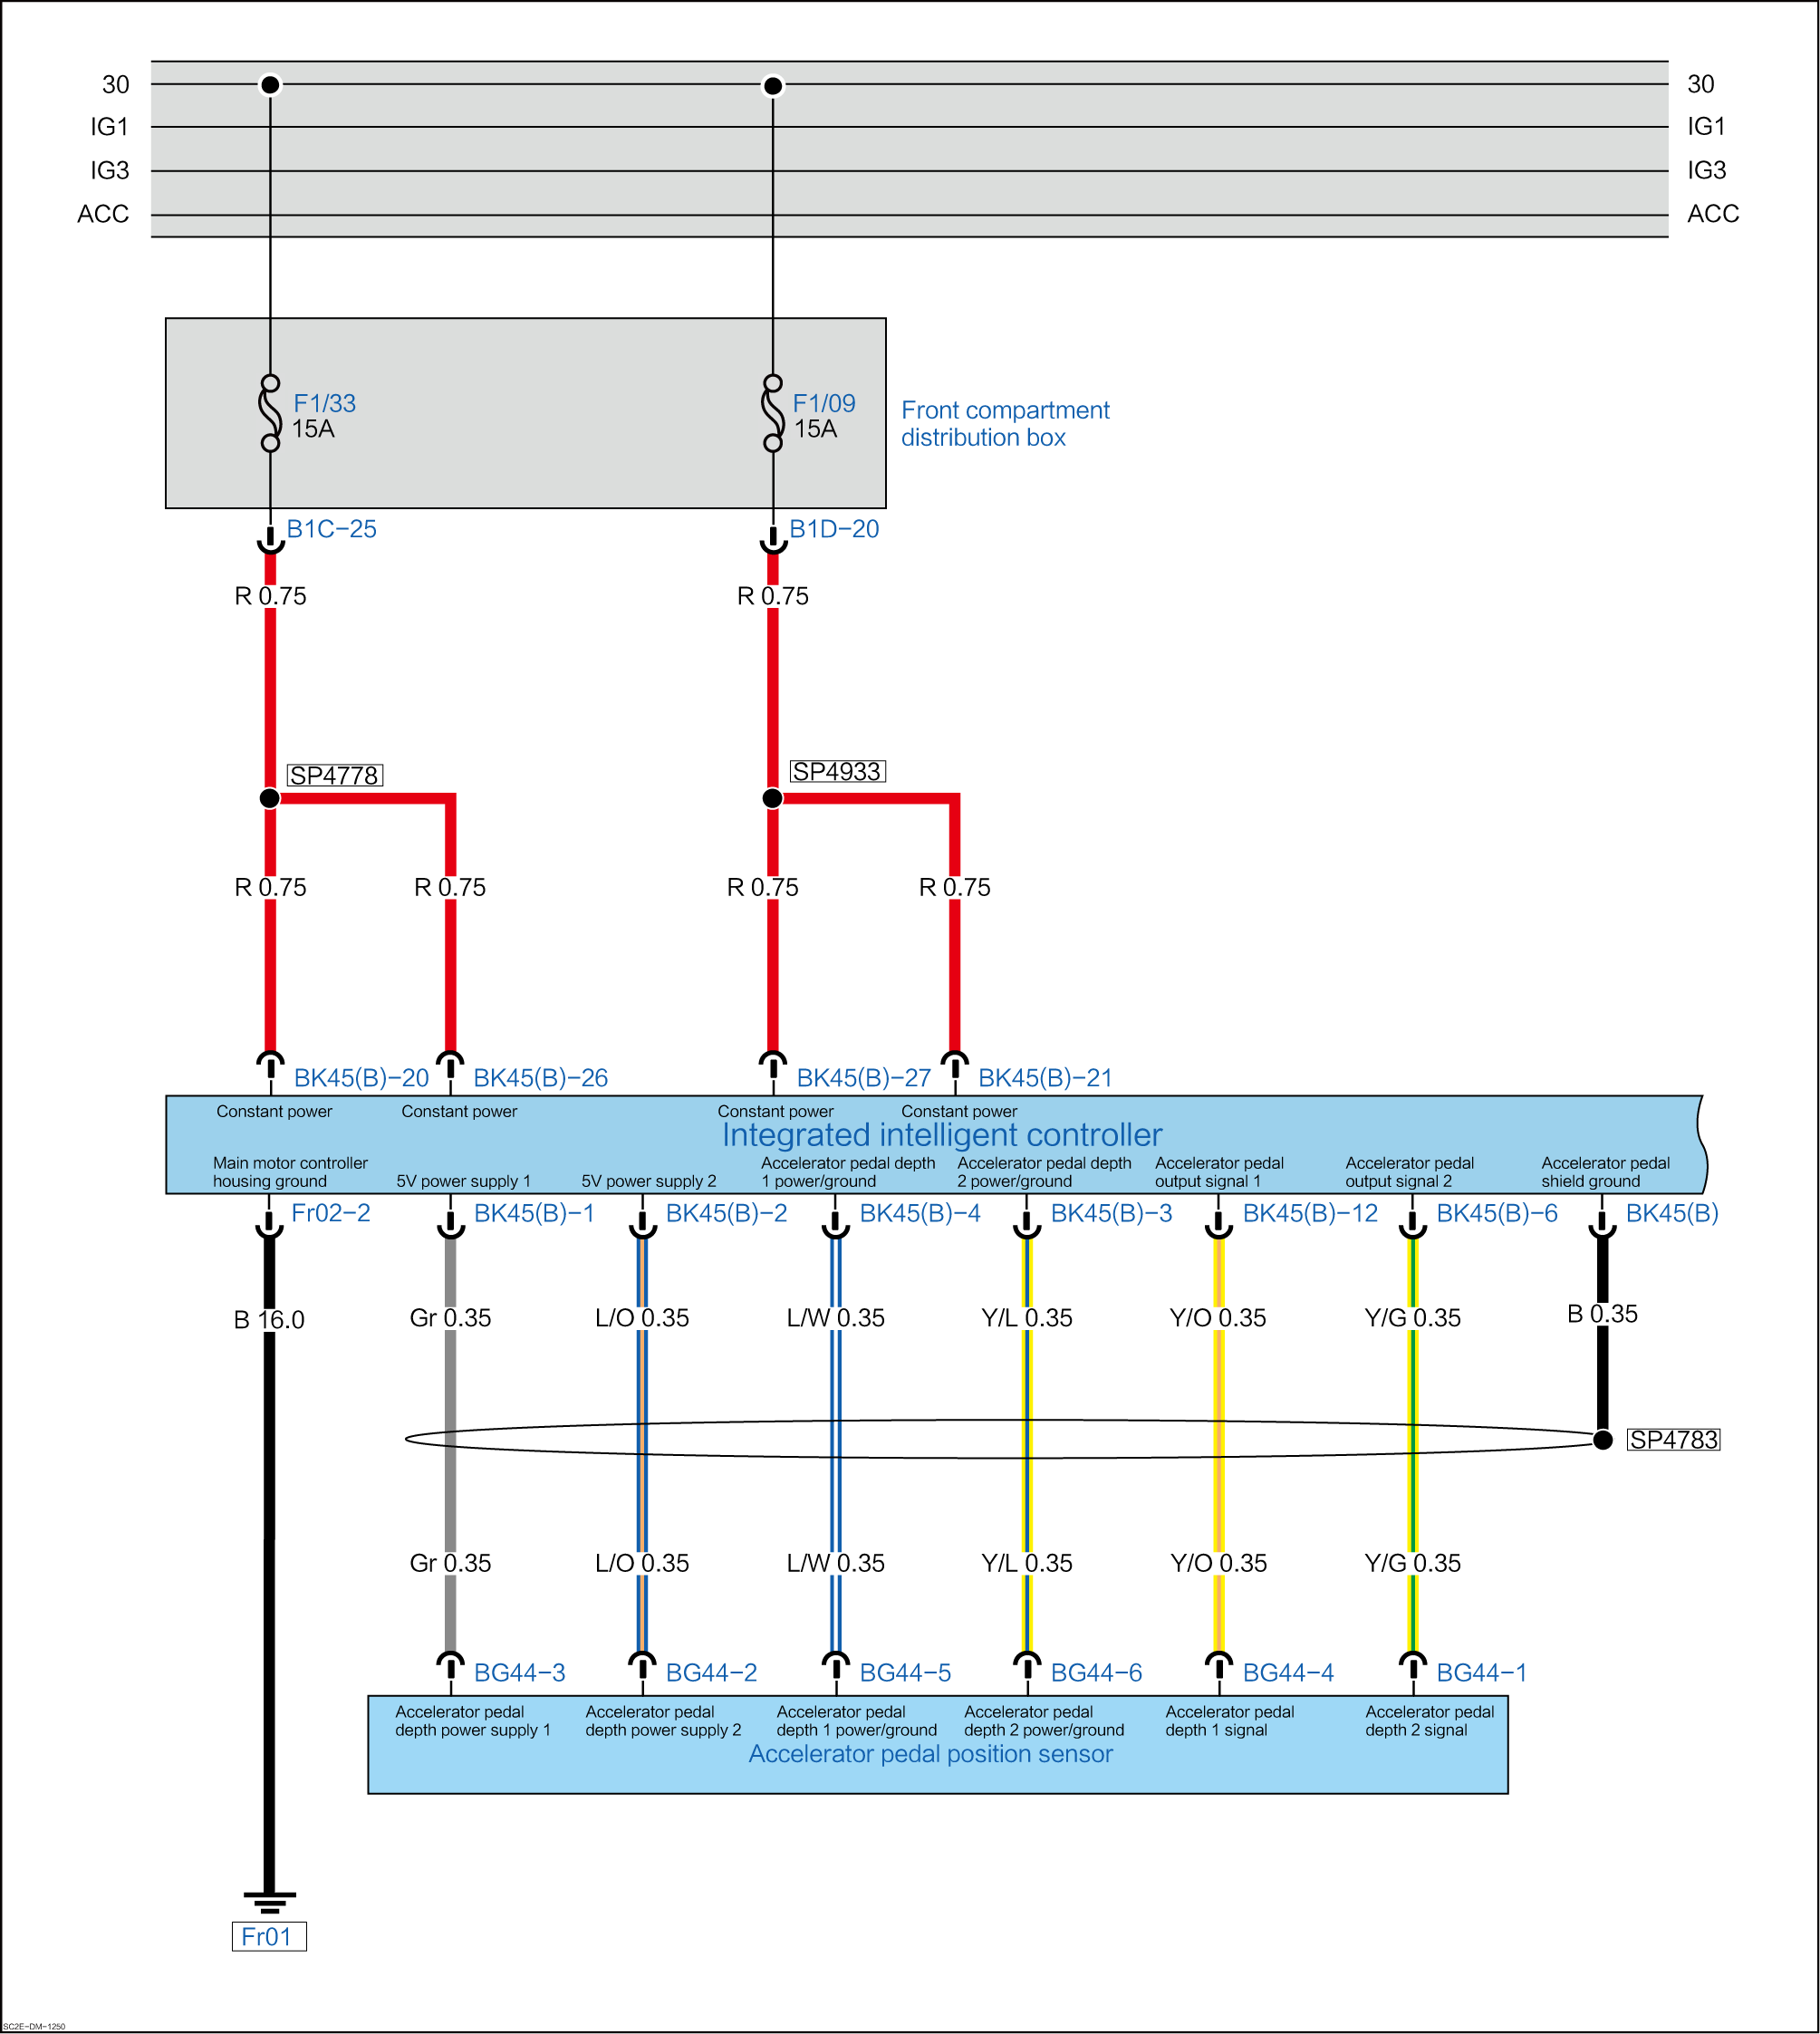 30
30
IG1
IG1
IG3
IG3
ACC
ACC
F1/33
15A
F1/09
15A
Front compartment
distribution box
B1C−25
B1D−20
R 0.75
R 0.75
SP4778
SP4933
R 0.75
R 0.75
R 0.75
R 0.75
BK45(B)−20
BK45(B)−26
BK45(B)−27
BK45(B)−21
Constant power
Constant power
Constant power
Constant power
Integrated intelligent controller
Main motor controller
housing ground
5V power supply 1
5V power supply 2
Accelerator pedal depth
1 power/ground
Accelerator pedal depth
2 power/ground
Accelerator pedal
output signal 1
Accelerator pedal
output signal 2
Accelerator pedal
shield ground
Fr02−2
BK45(B)−1
BK45(B)−2
BK45(B)−4
BK45(B)−3
BK45(B)−12
BK45(B)−6
BK45(B)
B 16.0
Gr 0.35
L/O 0.35
L/W 0.35
Y/L 0.35
Y/O 0.35
Y/G 0.35
B 0.35
SP4783
Gr 0.35
L/O 0.35
L/W 0.35
Y/L 0.35
Y/O 0.35
Y/G 0.35
BG44−3
BG44−2
BG44−5
BG44−6
BG44−4
BG44−1
Accelerator pedal
depth power supply 1
Accelerator pedal
depth power supply 2
Accelerator pedal
depth 1 power/ground
Accelerator pedal
depth 2 power/ground
Accelerator pedal
depth 1 signal
Accelerator pedal
depth 2 signal
Accelerator pedal position sensor
Fr01
SC2E−DM−1250